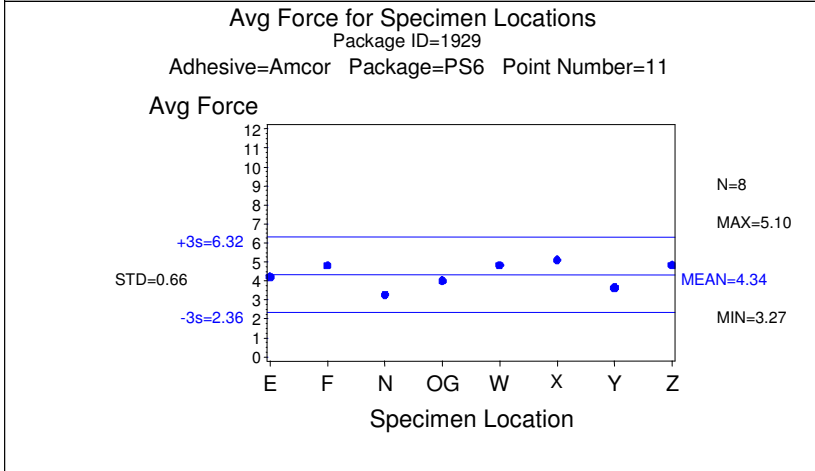 Avg Force for Specimen Locations
Package ID=1929
Adhesive=Amcor Package=PS6 Point Number=11
Avg Force
12
11
10
9
8
7
6
5
4
3
2
1
0
+3s=6.32
STD=0.66
-3s=2.36
N=8
MAX=5.10
MEAN=4.34
MIN=3.27
E F N OG W X Y Z
Specimen Location